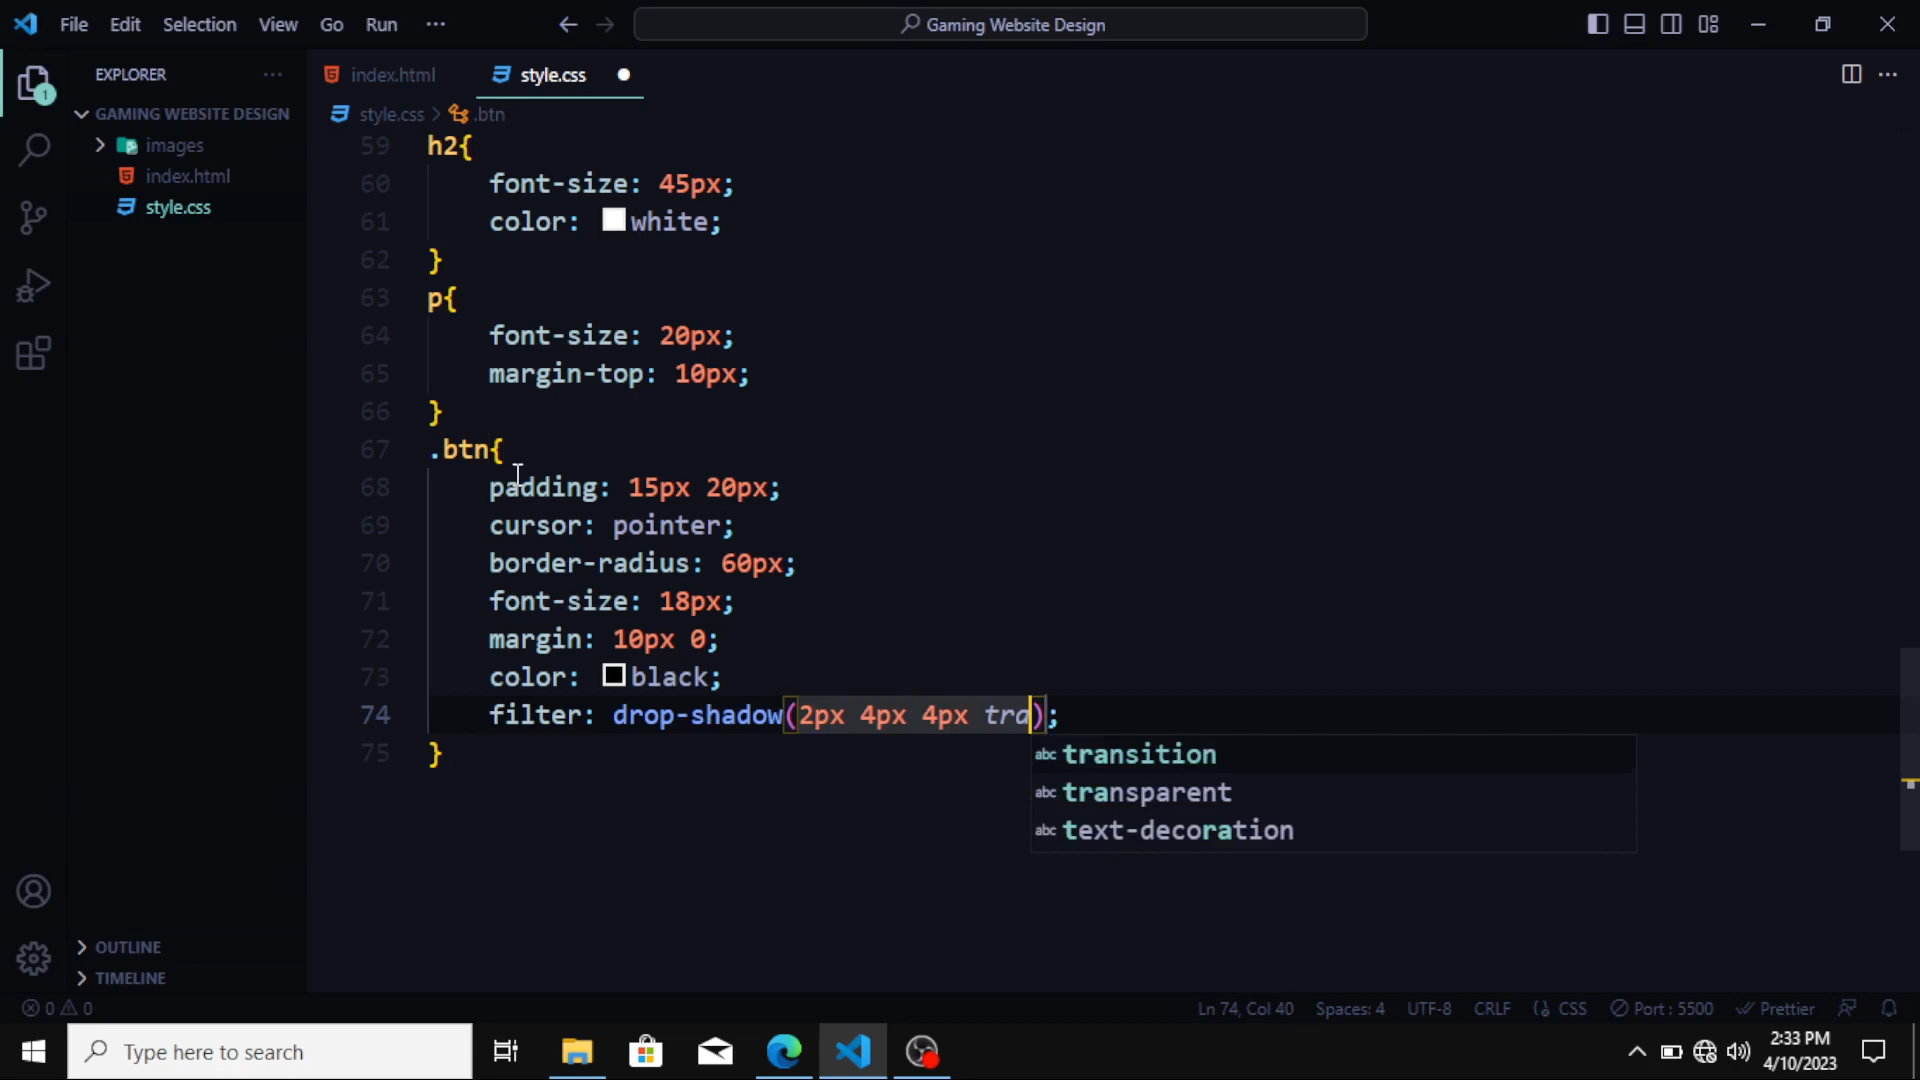 File Edit Selection View Go Run ···
Gaming Website Design
EXPLORER ···
index.html
style.css
GAMING WEBSITE DESIGN
images
index.html
style.css
1
style.css > .btn
59 h2{
60 font-size: 45px;
61 color: white;
62 }
63 p{
64 font-size: 20px;
65 margin-top: 10px;
66 }
67 .btn{
68 padding: 15px 20px;
69 cursor: pointer;
70 border-radius: 60px;
71 font-size: 18px;
72 margin: 10px 0;
73 color: black;
74 filter: drop-shadow(2px 4px 4px tra);
75 }
abc transition
abc transparent
abc text-decoration
OUTLINE
TIMELINE
0 0
Ln 74, Col 40 Spaces: 4 UTF-8 CRLF CSS Port : 5500 Prettier
Type here to search
2:33 PM
4/10/2023